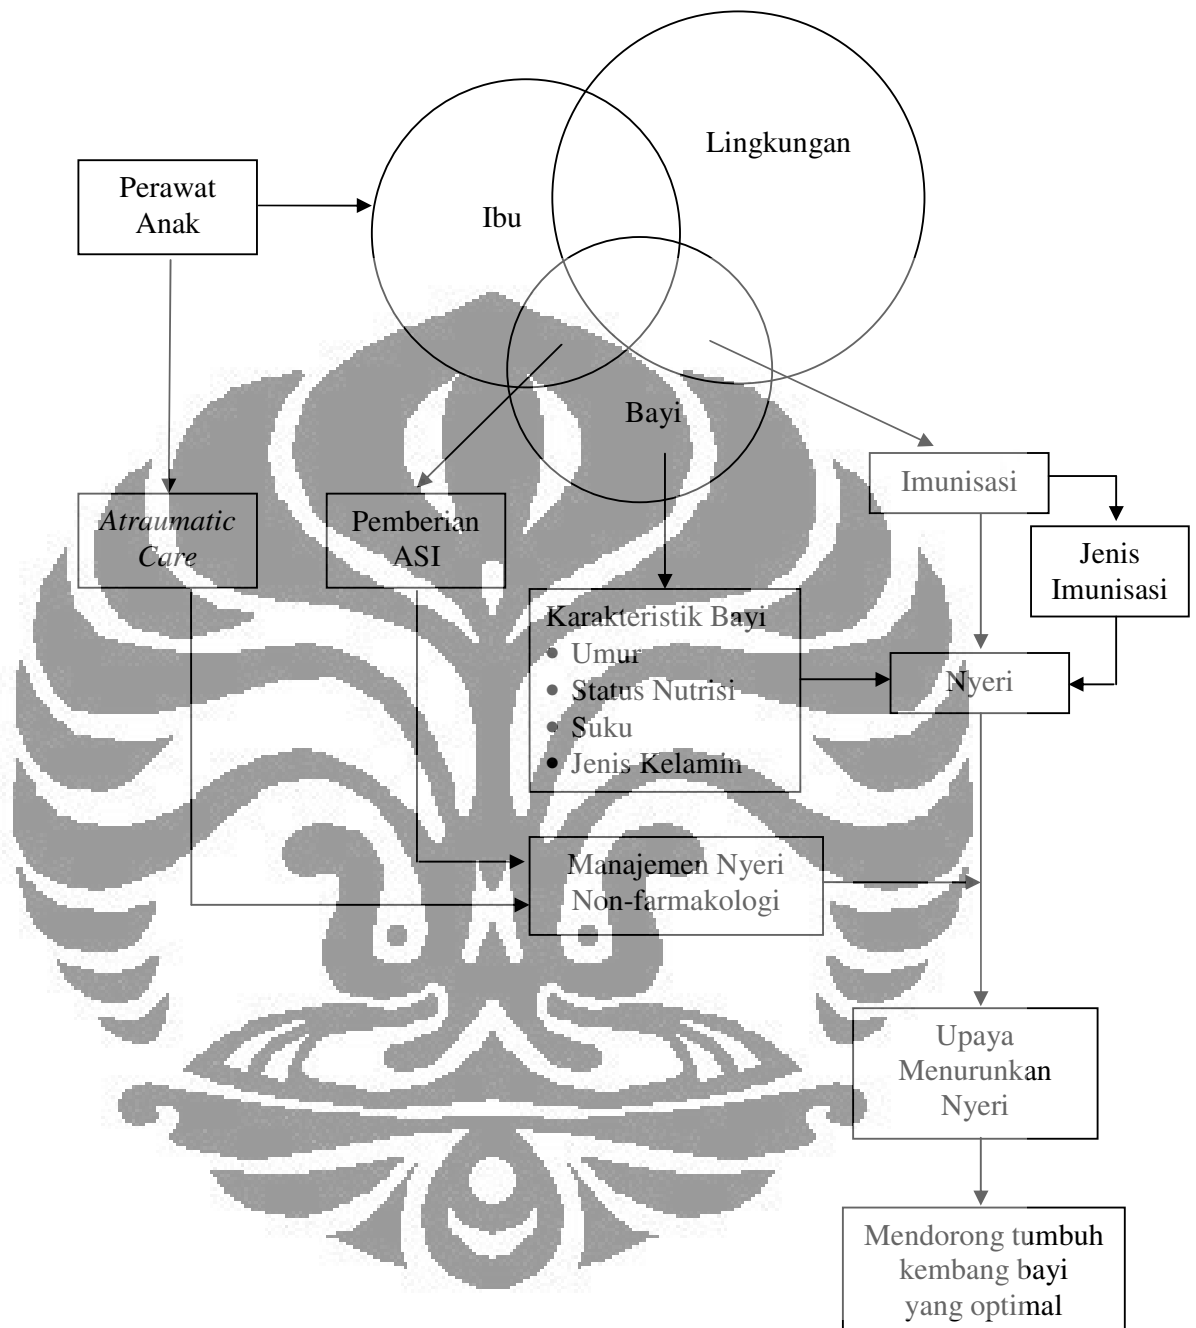 Lingkungan
Perawat
Anak
Ibu
Bayi
Imunisasi
Atraumatic
Care
Pemberian
ASI
Jenis
Imunisasi
Karakteristik Bayi
• Umur
• Status Nutrisi
• Suku
• Jenis Kelamin
Nyeri
Manajemen Nyeri
Non-farmakologi
Upaya
Menurunkan
Nyeri
Mendorong tumbuh
kembang bayi
yang optimal